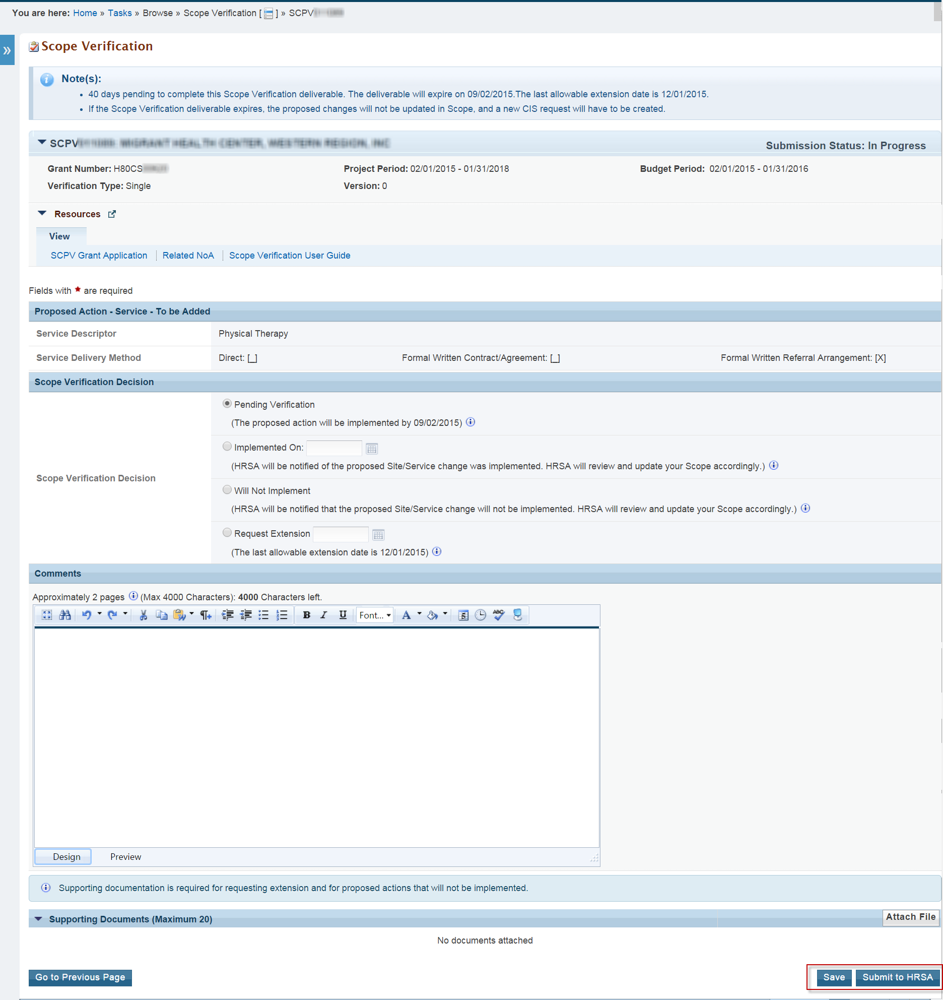 You are here: Home » Tasks » Browse » Scope Verification [ ] » SCPV
Scope Verification
Note(s):
• 40 days pending to complete this Scope Verification deliverable. The deliverable will expire on 09/02/2015.The last allowable extension date is 12/01/2015.
• If the Scope Verification deliverable expires, the proposed changes will not be updated in Scope, and a new CIS request will have to be created.
SCPV
Submission Status: In Progress
Grant Number: H80CS Project Period: 02/01/2015 - 01/31/2018 Budget Period: 02/01/2015 - 01/31/2016
Verification Type: Single Version: 0
Resources
View
SCPV Grant Application Related NoA Scope Verification User Guide
Fields with * are required
Proposed Action - Service - To be Added
Service Descriptor Physical Therapy
Service Delivery Method Direct: [_] Formal Written Contract/Agreement: [_] Formal Written Referral Arrangement: [X]
Scope Verification Decision
Pending Verification
(The proposed action will be implemented by 09/02/2015)
Implemented On:
(HRSA will be notified of the proposed Site/Service change was implemented. HRSA will review and update your Scope accordingly.)
Scope Verification Decision
Will Not Implement
(HRSA will be notified that the proposed Site/Service change will not be implemented. HRSA will review and update your Scope accordingly.)
Request Extension
(The last allowable extension date is 12/01/2015)
Comments
Approximately 2 pages (Max 4000 Characters): 4000 Characters left.
B I U Font... A 5 ABC
Design Preview
Supporting documentation is required for requesting extension and for proposed actions that will not be implemented.
Supporting Documents (Maximum 20) Attach File
No documents attached
Go to Previous Page Save Submit to HRSA